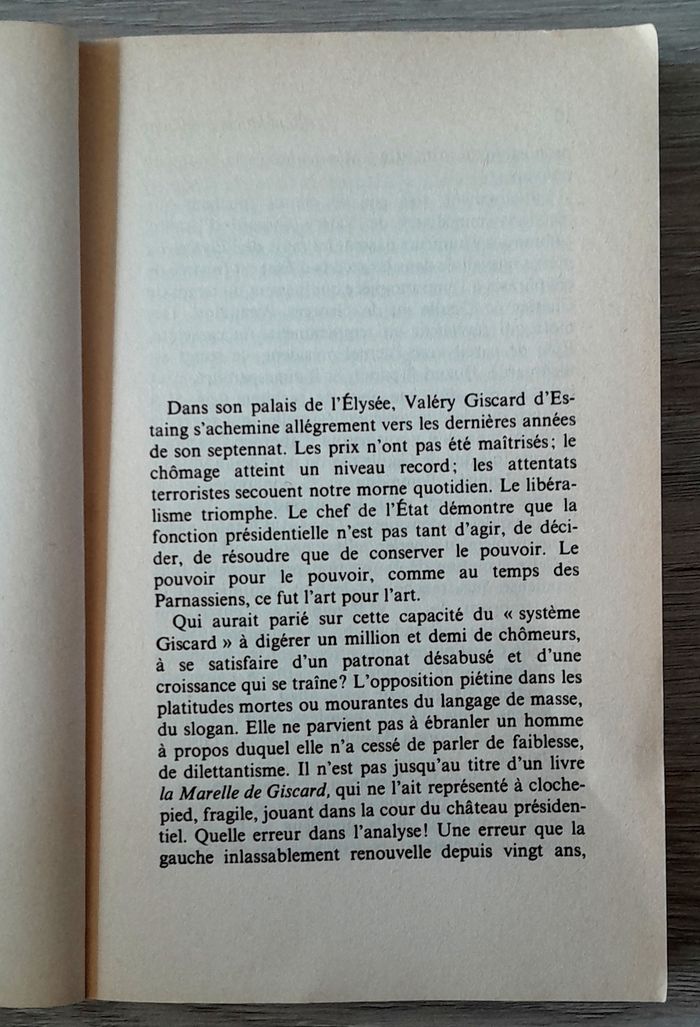 Dans son palais de l'Élysée, Valéry Giscard d'Es-
taing s'achemine allégrement vers les dernières années
de son septennat. Les prix n'ont pas été maîtrisés; le
chômage atteint un niveau record; les attentats
terroristes secouent notre morne quotidien. Le libéra-
lisme triomphe. Le chef de l'État démontre que la
fonction présidentielle n'est pas tant d'agir, de déci-
der, de résoudre que de conserver le pouvoir. Le
pouvoir pour le pouvoir, comme au temps des
Parnassiens, ce fut l'art pour l'art.
Qui aurait parié sur cette capacité du « système
Giscard » à digérer un million et demi de chômeurs,
à se satisfaire d'un patronat désabusé et d'une
croissance qui se traîne? L'opposition piétine dans les
platitudes mortes ou mourantes du langage de masse,
du slogan. Elle ne parvient pas à ébranler un homme
à propos duquel elle n'a cessé de parler de faiblesse,
de dilettantisme. Il n'est pas jusqu'au titre d'un livre
la Marelle de Giscard, qui ne l'ait représenté à cloche-
pied, fragile, jouant dans la cour du château présiden-
tiel. Quelle erreur dans l'analyse! Une erreur que la
gauche inlassablement renouvelle depuis vingt ans,